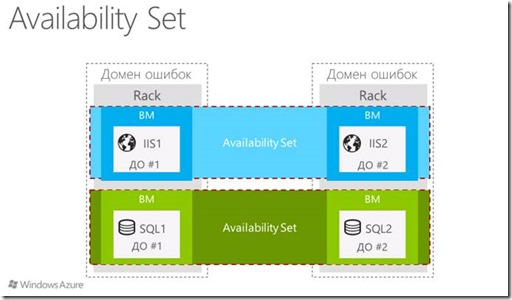 Availability Set
Домен ошибок
Домен ошибок
Rack
Rack
ВМ
ВМ
IIS1
Availability Set
IIS2
ДО #1
ДО #2
ВМ
ВМ
SQL1
Availability Set
SQL2
ДО #1
ДО #2
Windows Azure